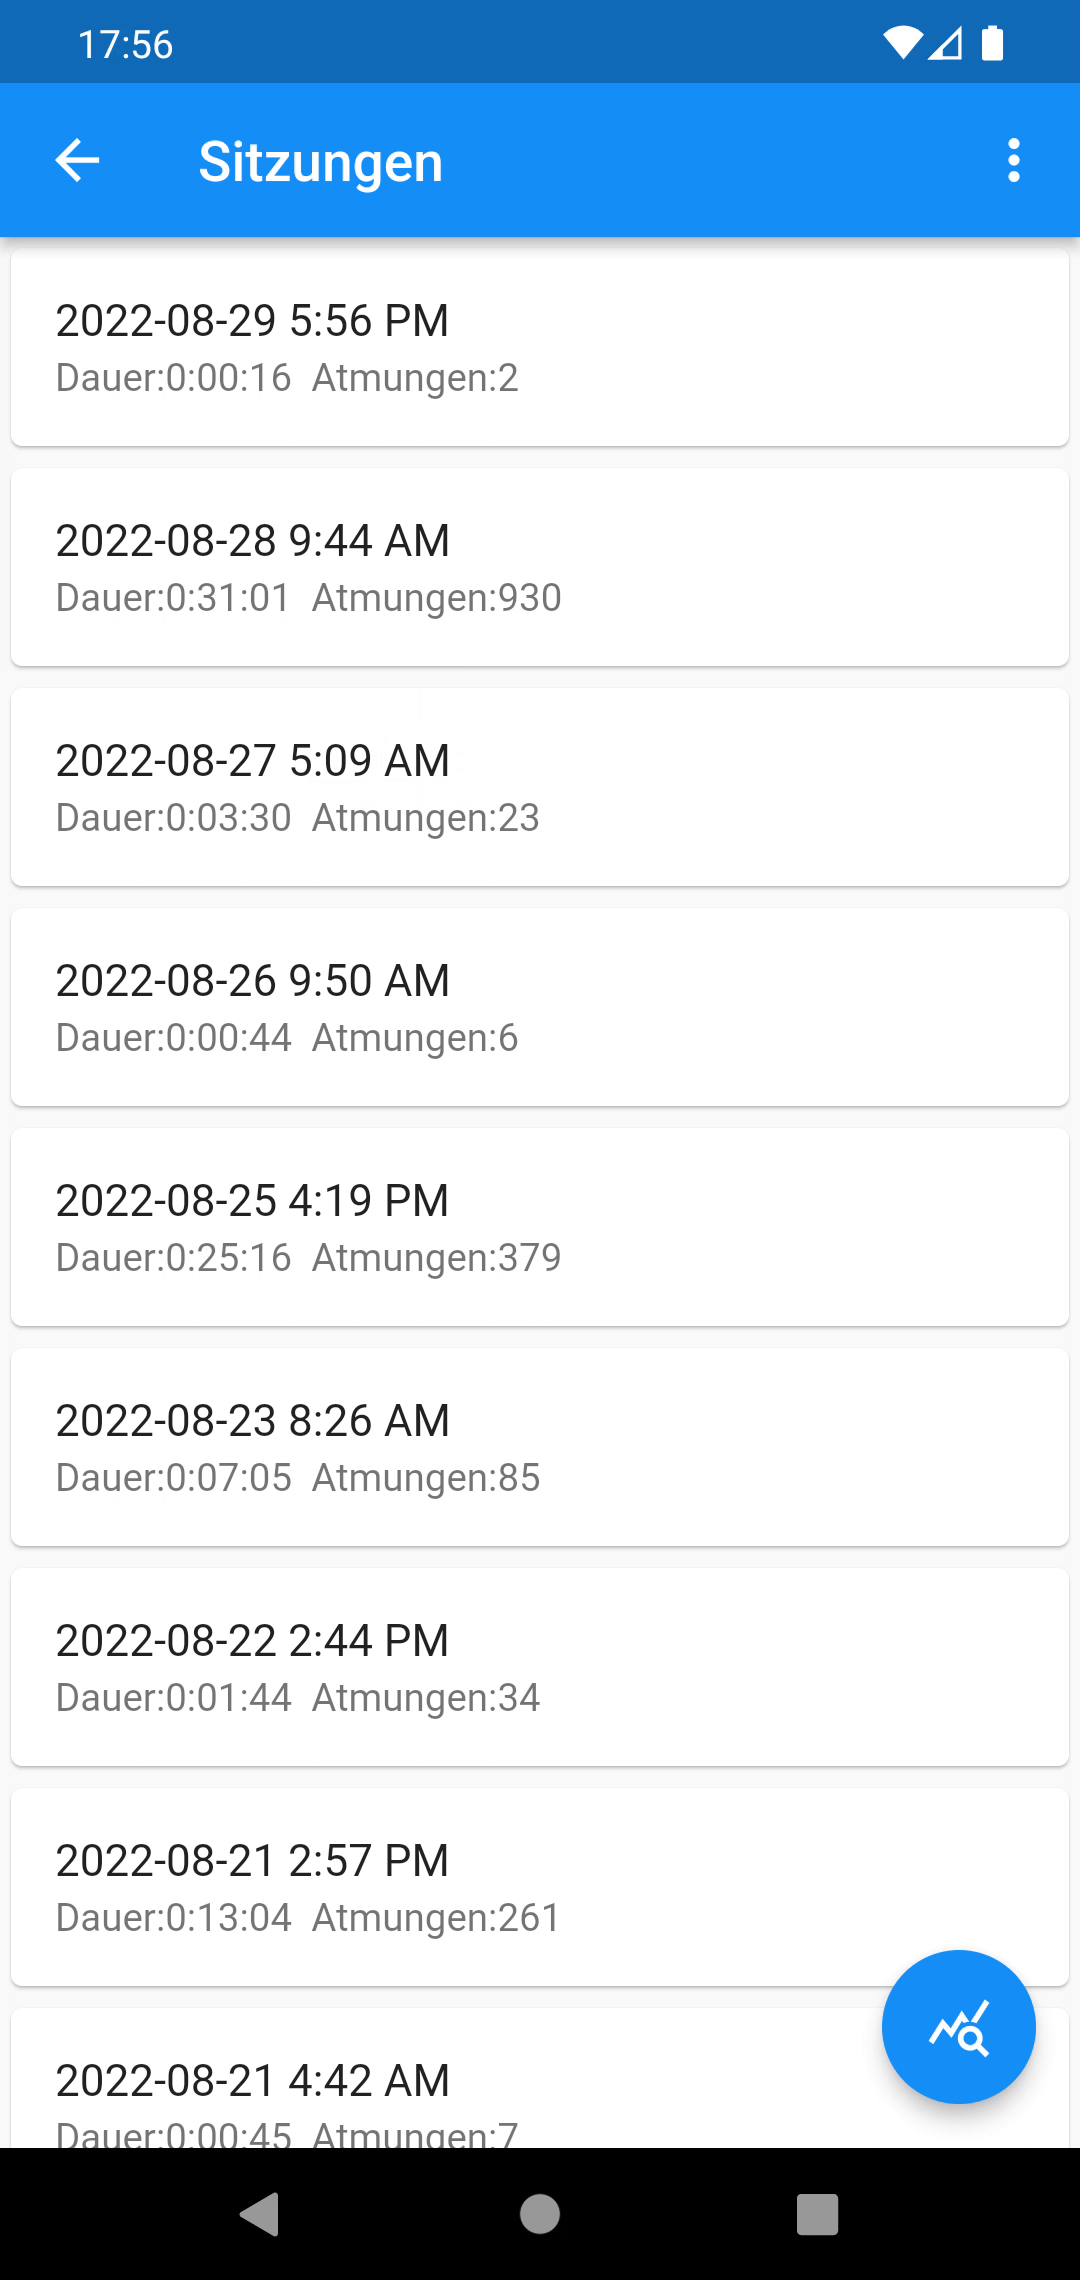 17:56
Sitzungen
2022-08-29 5:56 PM
Dauer:0:00:16 Atmungen:2
2022-08-28 9:44 AM
Dauer:0:31:01 Atmungen:930
2022-08-27 5:09 AM
Dauer:0:03:30 Atmungen:23
2022-08-26 9:50 AM
Dauer:0:00:44 Atmungen:6
2022-08-25 4:19 PM
Dauer:0:25:16 Atmungen:379
2022-08-23 8:26 AM
Dauer:0:07:05 Atmungen:85
2022-08-22 2:44 PM
Dauer:0:01:44 Atmungen:34
2022-08-21 2:57 PM
Dauer:0:13:04 Atmungen:261
2022-08-21 4:42 AM
Dauer:0:00:45 Atmungen:7